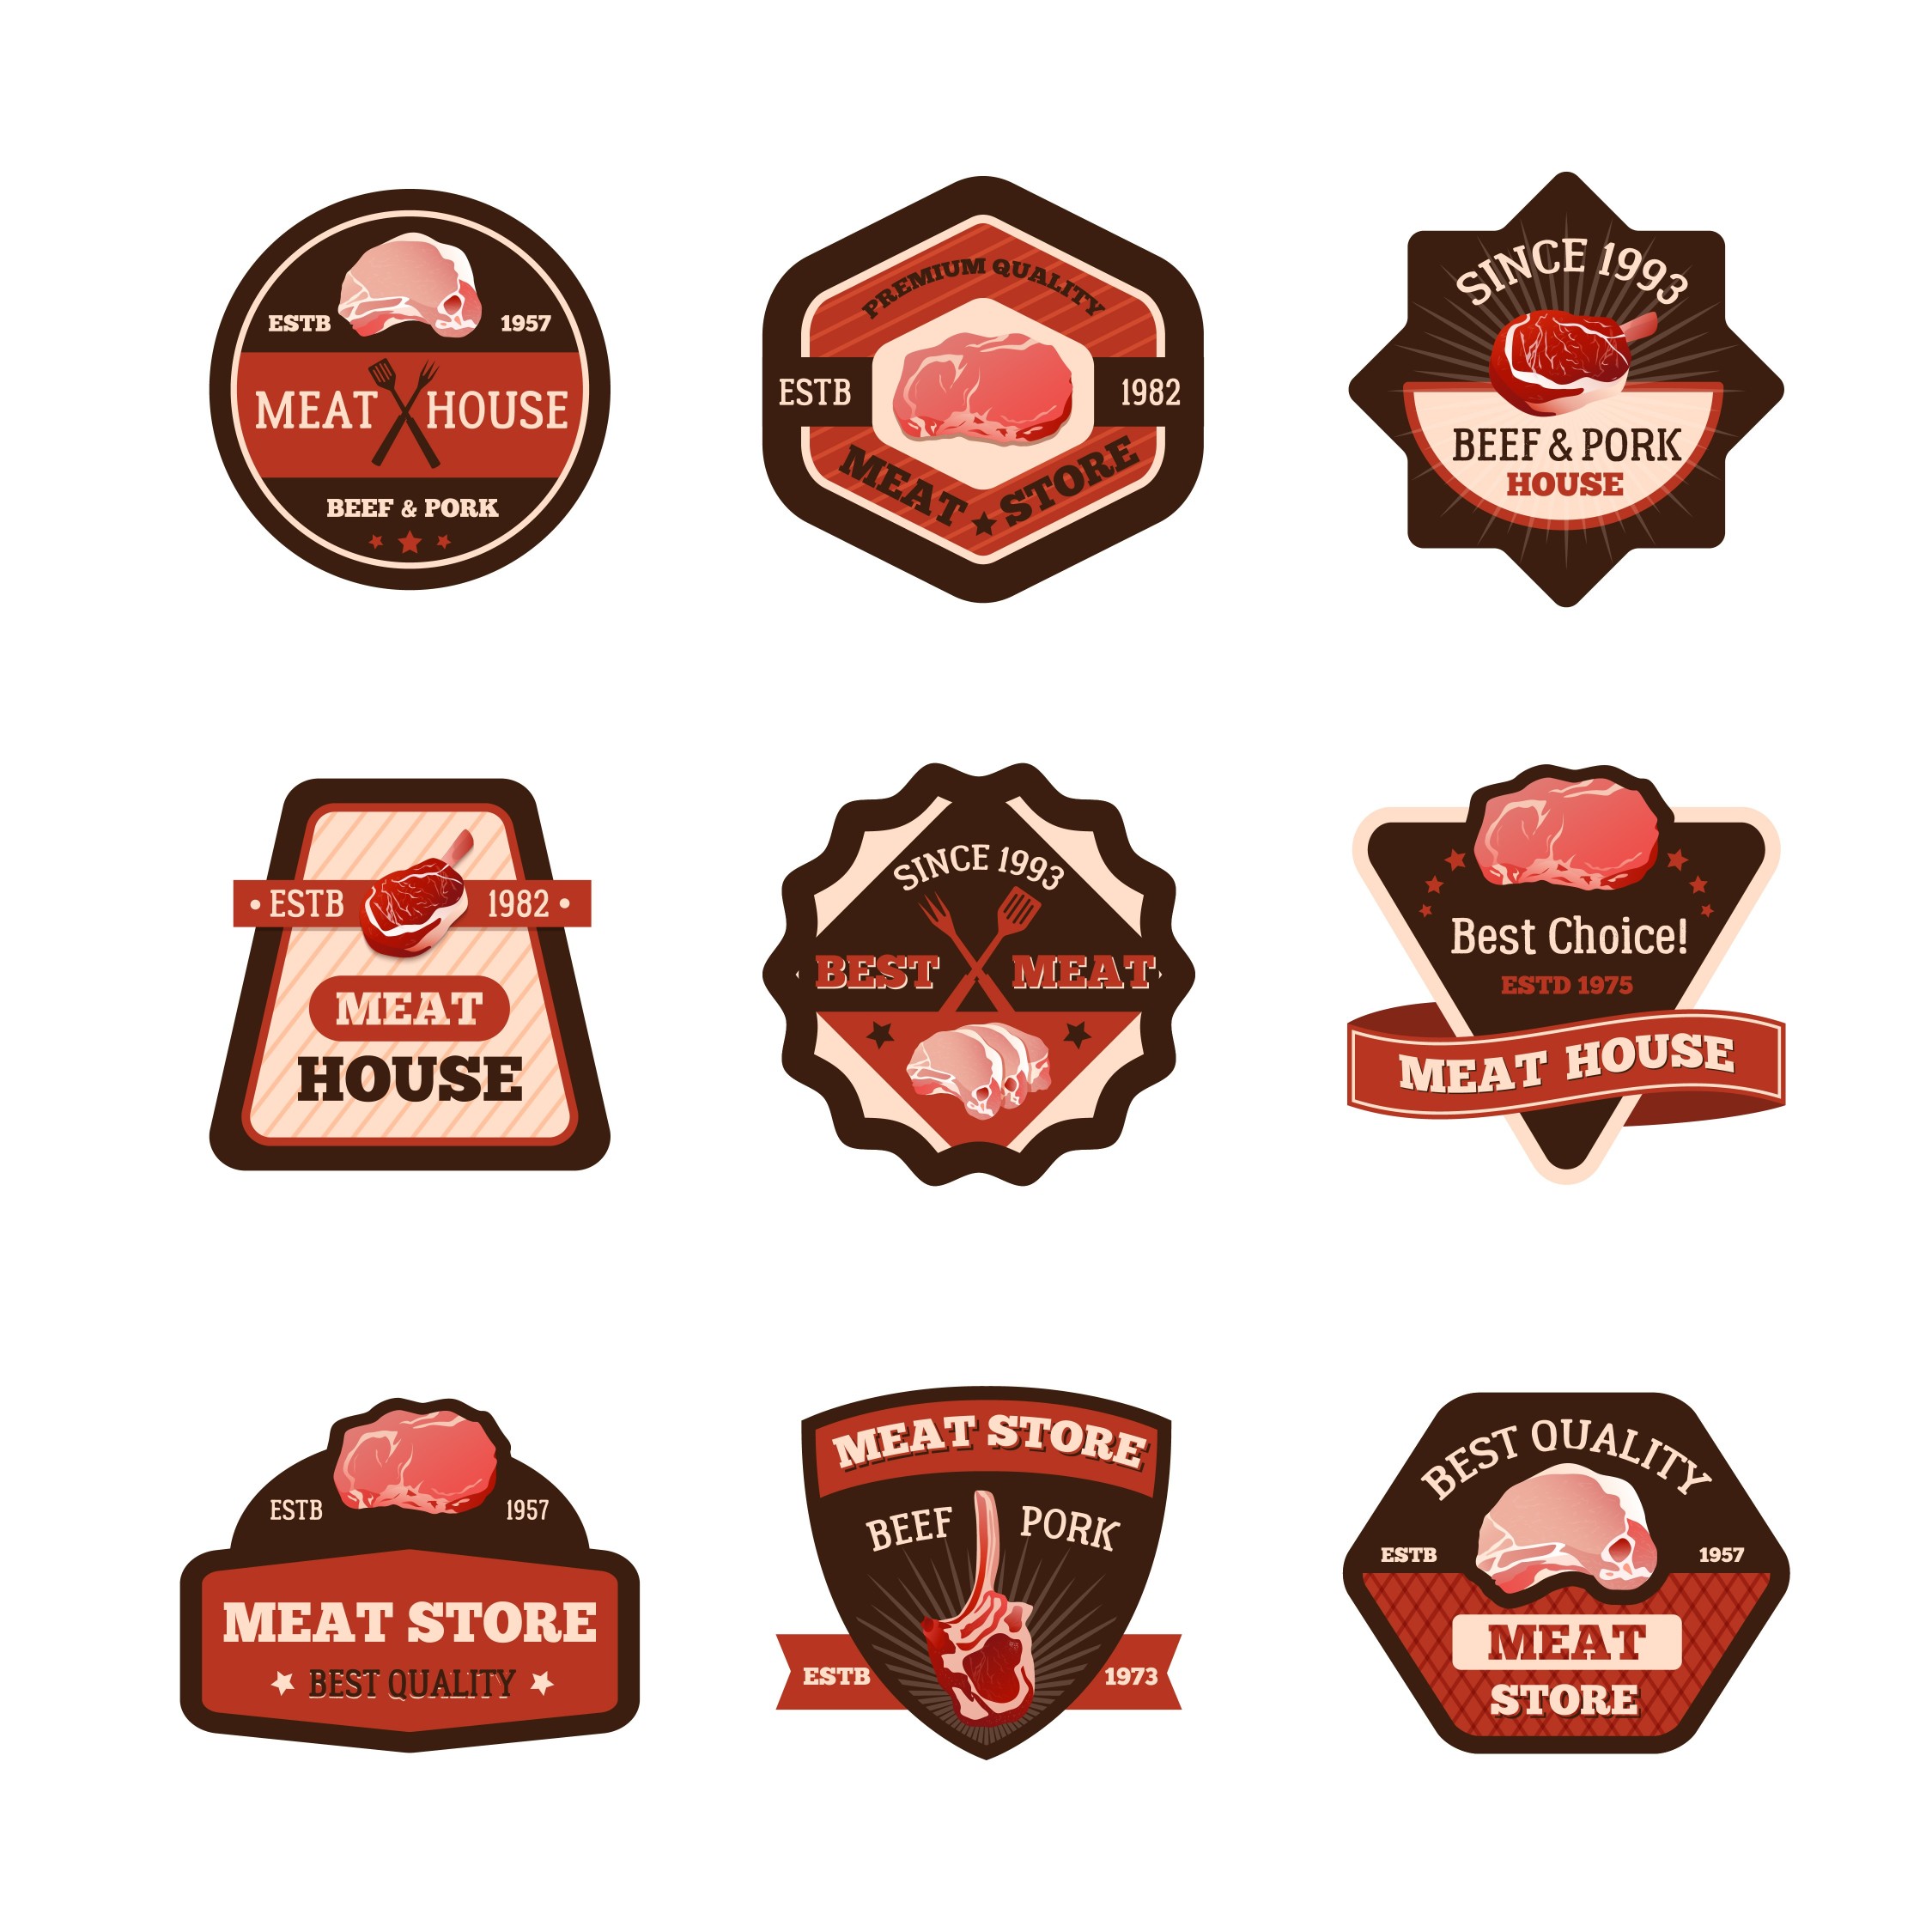 ESTB 1957
MEAT HOUSE
BEEF & PORK
PREMIUM QUALITY
ESTB 1982
MEAT STORE
SINCE 1993
BEEF & PORK
HOUSE
• ESTB 1982 •
MEAT
HOUSE
SINCE 1993
BEST MEAT
Best Choice!
ESTD 1975
MEAT HOUSE
ESTB 1957
MEAT STORE
BEST QUALITY
MEAT STORE
BEEF PORK
ESTB 1973
BEST QUALITY
ESTB 1957
MEAT
STORE